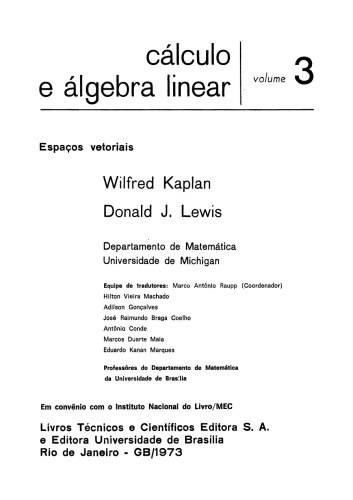 cálculo
e álgebra linear
volume 3
Espaços vetoriais
Wilfred Kaplan
Donald J. Lewis
Departamento de Matemática
Universidade de Michigan
Equipe de tradutores: Marco Antônio Raupp (Coordenador)
Hilton Vieira Machado
Adilson Gonçalves
José Raimundo Braga Coelho
Antônio Conde
Marcos Duarte Maia
Eduardo Kanan Marques
Professôres do Departamento de Matemática
da Universidade de Brasília
Em convênio com o Instituto Nacional do Livro/MEC
Livros Técnicos e Científicos Editora S. A.
e Editora Universidade de Brasília
Rio de Janeiro - GB/1973